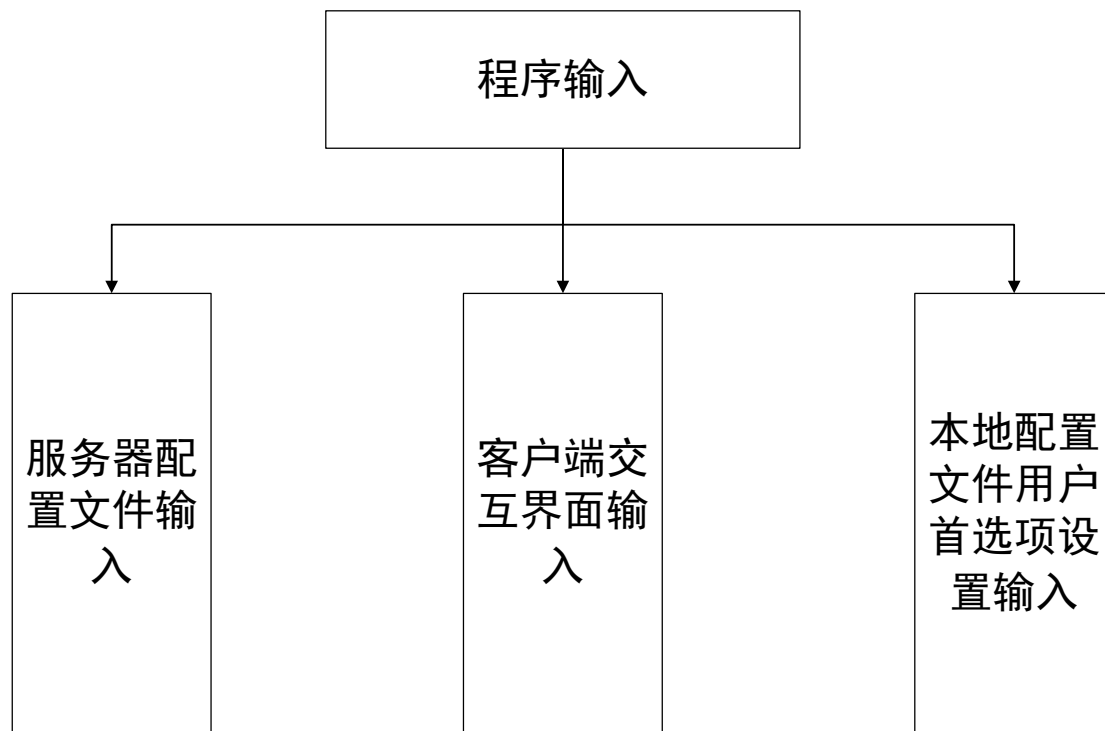 程序输入
服务器配
置文件输
入
客户端交
互界面输
入
本地配置
文件用户
首选项设
置输入